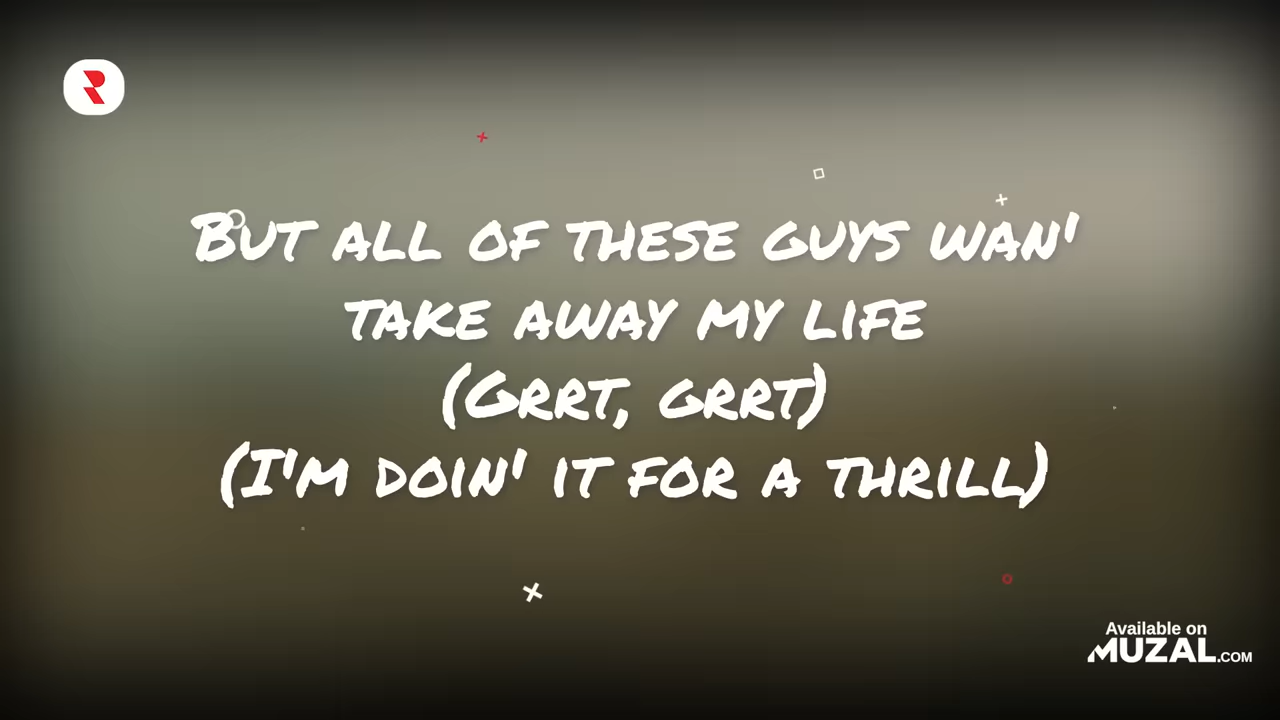 But all of these guys wan'
take away my life
(Grrt, grrt)
(I'm doin' it for a thrill)
Available on
MUZAL.COM